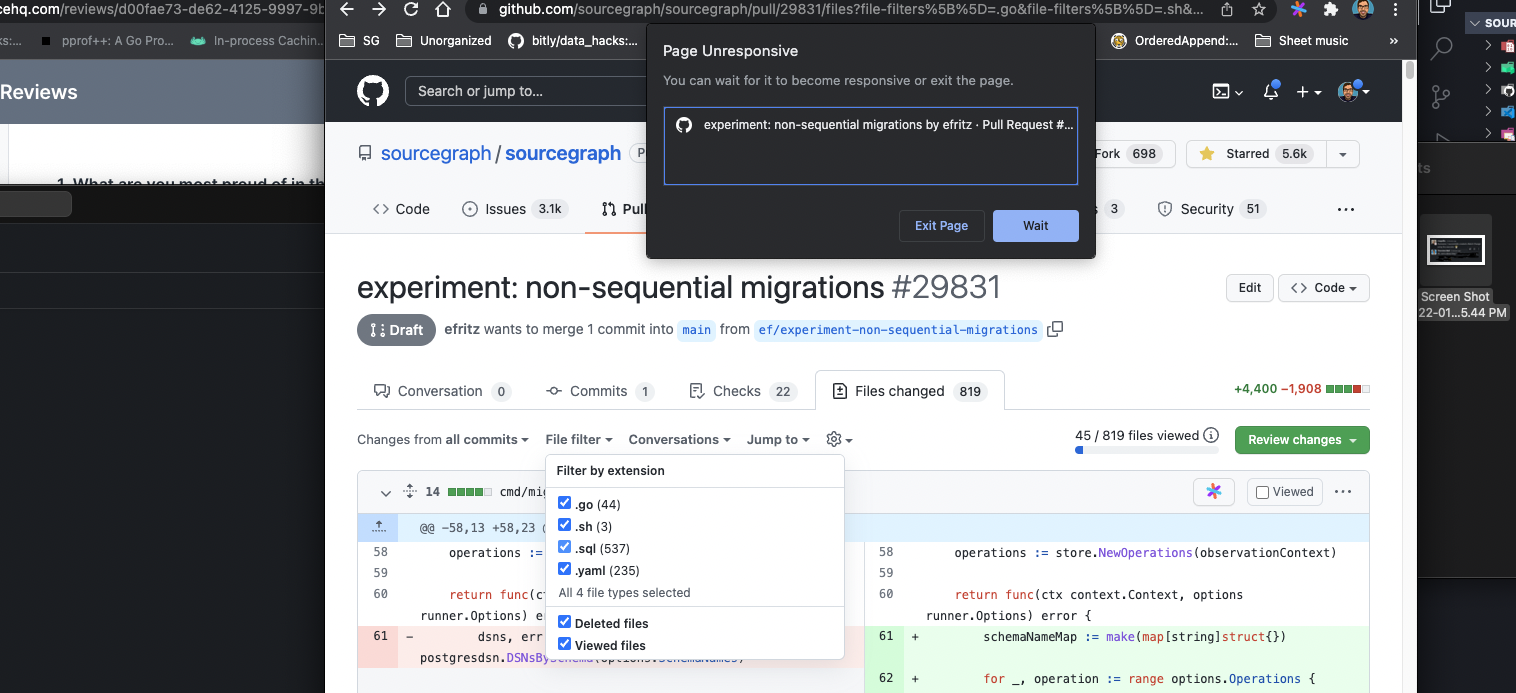 cehq.com/reviews/d00fae73-de62-4125-9997-9b
ks:...
pprof++: A Go Pro...
In-process Cachin...
Reviews
1. What are you most proud of in th
github.com/sourcegraph/sourcegraph/pull/29831/files?file-filters%5B%5D=.go&file-filters%5B%5D=.sh&...
SG
Unorganized
bitly/data_hacks:...
OrderedAppend:...
Sheet music
»
Search or jump to...
Page Unresponsive
You can wait for it to become responsive or exit the page.
experiment: non-sequential migrations by efritz · Pull Request #...
Exit Page
Wait
sourcegraph / sourcegraph
P
Fork 698
Starred 5.6k
Code
Issues 3.1k
Pull
s 3
Security 51
experiment: non-sequential migrations #29831
Edit
Code
Draft
efritz wants to merge 1 commit into main from ef/experiment-non-sequential-migrations
Conversation 0
Commits 1
Checks 22
Files changed 819
+4,400 −1,908
Changes from all commits
File filter
Conversations
Jump to
45 / 819 files viewed
Review changes
Filter by extension
.go (44)
.sh (3)
.sql (537)
.yaml (235)
All 4 file types selected
Deleted files
Viewed files
14
cmd/mig
Viewed
@@ -58,13 +58,23 @
58 operations :=
59
60 return func(ct
runner.Options) er
61 - dsns, err
postgresdsn.DSNsBySchema(options.SchemaNames)
58 operations := store.NewOperations(observationContext)
59
60 return func(ctx context.Context, options
runner.Options) error {
61 + schemaNameMap := make(map[string]struct{})
62 + for _, operation := range options.Operations {
SOUR
ts
Screen Shot
22-01...5.44 PM